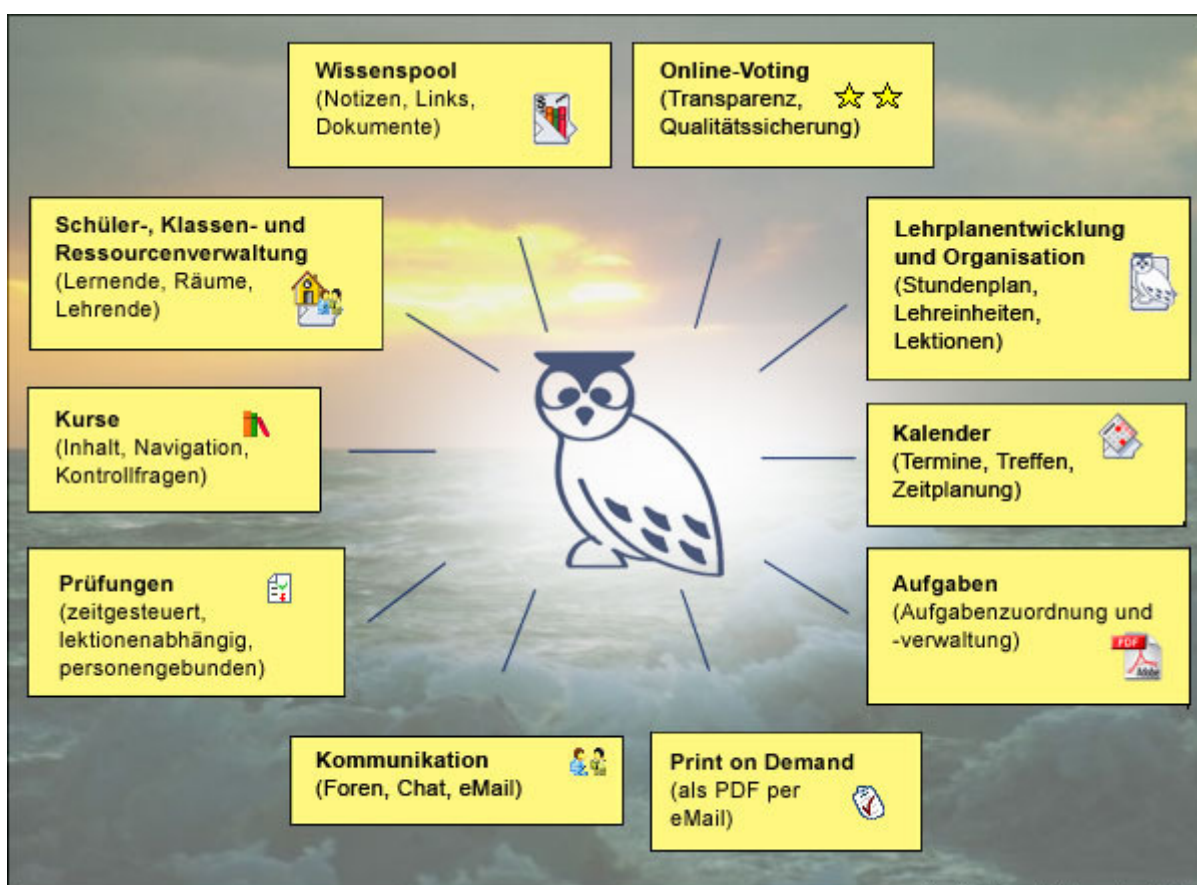 Wissenspool
(Notizen, Links,
Dokumente)
Online-Voting
(Transparenz,
Qualitätssicherung)
Schüler-, Klassen- und
Ressourcenverwaltung
(Lernende, Räume,
Lehrende)
Lehrplanentwicklung
und Organisation
(Stundenplan,
Lehreinheiten,
Lektionen)
Kurse
(Inhalt, Navigation,
Kontrollfragen)
Kalender
(Termine, Treffen,
Zeitplanung)
Prüfungen
(zeitgesteuert,
lektionenabhängig,
personengebunden)
Aufgaben
(Aufgabenzuordnung und
-verwaltung)
PDF
Adobe
Kommunikation
(Foren, Chat, eMail)
Print on Demand
(als PDF per
eMail)